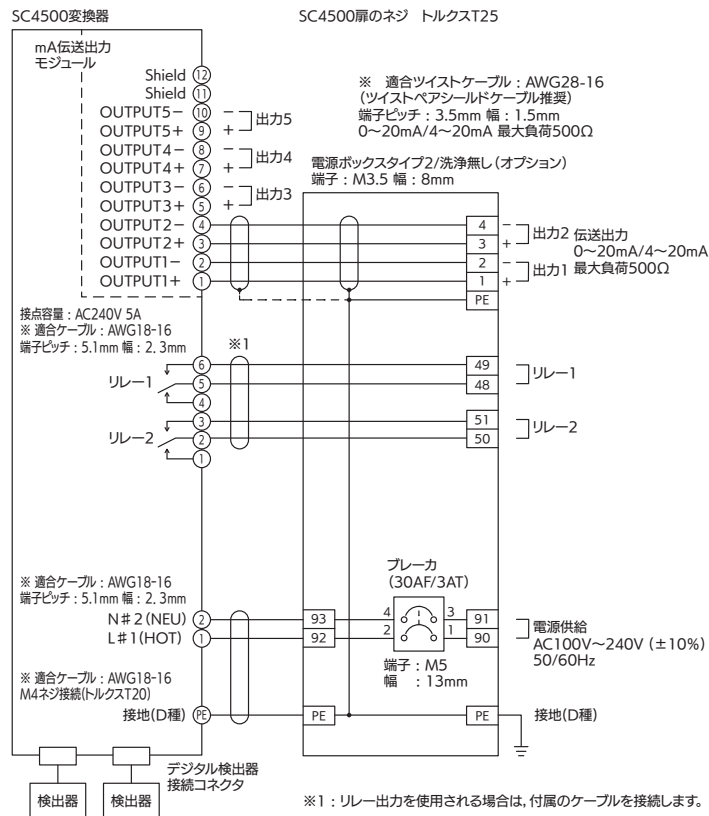 SC4500変換器
SC4500扉のネジ トルクスT25
mA伝送出力
モジュール
Shield ⑫
Shield ⑪
OUTPUT5− ⑩ −
OUTPUT5+ ⑨ +
出力5
OUTPUT4− ⑧ −
OUTPUT4+ ⑦ +
出力4
OUTPUT3− ⑥ −
OUTPUT3+ ⑤ +
出力3
OUTPUT2− ④
OUTPUT2+ ③
OUTPUT1− ②
OUTPUT1+ ①
※ 適合ツイストケーブル：AWG28-16
(ツイストペアシールドケーブル推奨)
端子ピッチ：3.5mm 幅：1.5mm
0〜20mA/4〜20mA 最大負荷500Ω
電源ボックスタイプ2/洗浄無し(オプション)
端子：M3.5 幅：8mm
4 −
3 +
出力2
2 −
1 +
出力1
PE
伝送出力
0〜20mA/4〜20mA
最大負荷500Ω
接点容量：AC240V 5A
※ 適合ケーブル：AWG18-16
端子ピッチ：5.1mm 幅：2.3mm
※1
リレー1
⑥
⑤
④
リレー2
③
②
①
49
48
リレー1
51
50
リレー2
※ 適合ケーブル：AWG18-16
端子ピッチ：5.1mm 幅：2.3mm
N♯2(NEU) ②
L♯1(HOT) ①
93
92
ブレーカ
(30AF/3AT)
4 3
2 1
端子：M5
幅 ：13mm
91
90
電源供給
AC100V〜240V (±10%)
50/60Hz
※ 適合ケーブル：AWG18-16
M4ネジ接続(トルクスT20)
接地(D種) PE
PE
PE
接地(D種)
デジタル検出器
接続コネクタ
検出器
検出器
※1：リレー出力を使用される場合は,付属のケーブルを接続します。